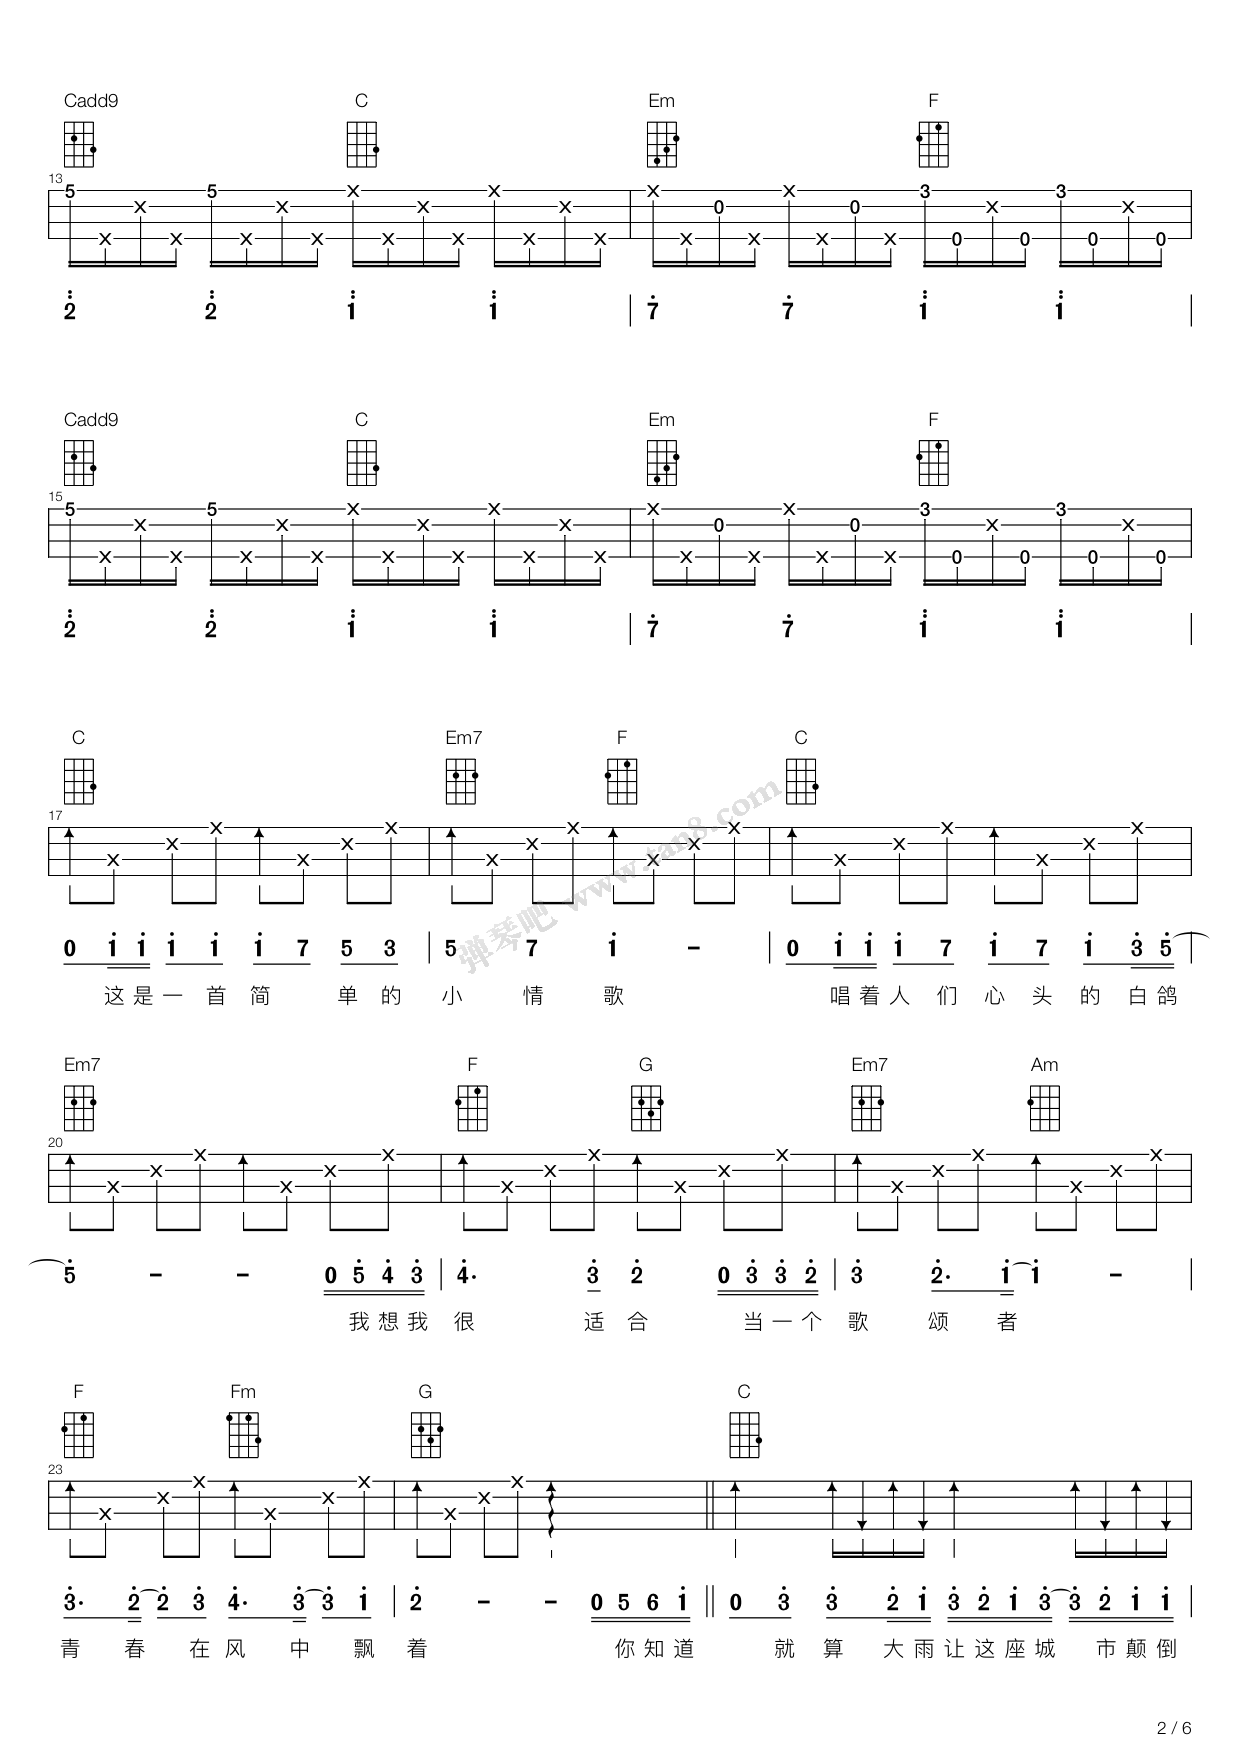 Cadd9 C Em F
13
5 X X X 5 X X X X X X X X X X X X X 0 X X X 0 X 3 0 X 0 3 0 X 0
2 2 1 1 | 7 7 1 1 |
Cadd9 C Em F
15
5 X X X 5 X X X X X X X X X X X X X 0 X X X 0 X 3 0 X 0 3 0 X 0
2 2 1 1 | 7 7 1 1 |
C Em7 F C
17
X X X X X X X X X X X X X X X X X X
0 1 1 1 1 1 7 5 3 | 5 7 1 - | 0 1 1 1 7 1 7 1 3 5 |
这是一首简单的小情歌 唱着人们心头的白鸽
弹琴吧 www.tan8.com
Em7 F G Em7 Am
20
X X X X X X X X X X X X X X X X X X
5 - - 0 5 4 3 | 4. 3 2 0 3 3 2 | 3 2. 1 1 - |
我想我很适合 当一个歌颂者
F Fm G C
23
X X X X X X X X X
3. 2 2 3 4. 3 3 1 | 2 - - 0 5 6 1 || 0 3 3 2 1 3 2 1 3 3 2 1 1 |
青春在风中飘着 你知道 就算大雨让这座城市颠倒
2 / 6